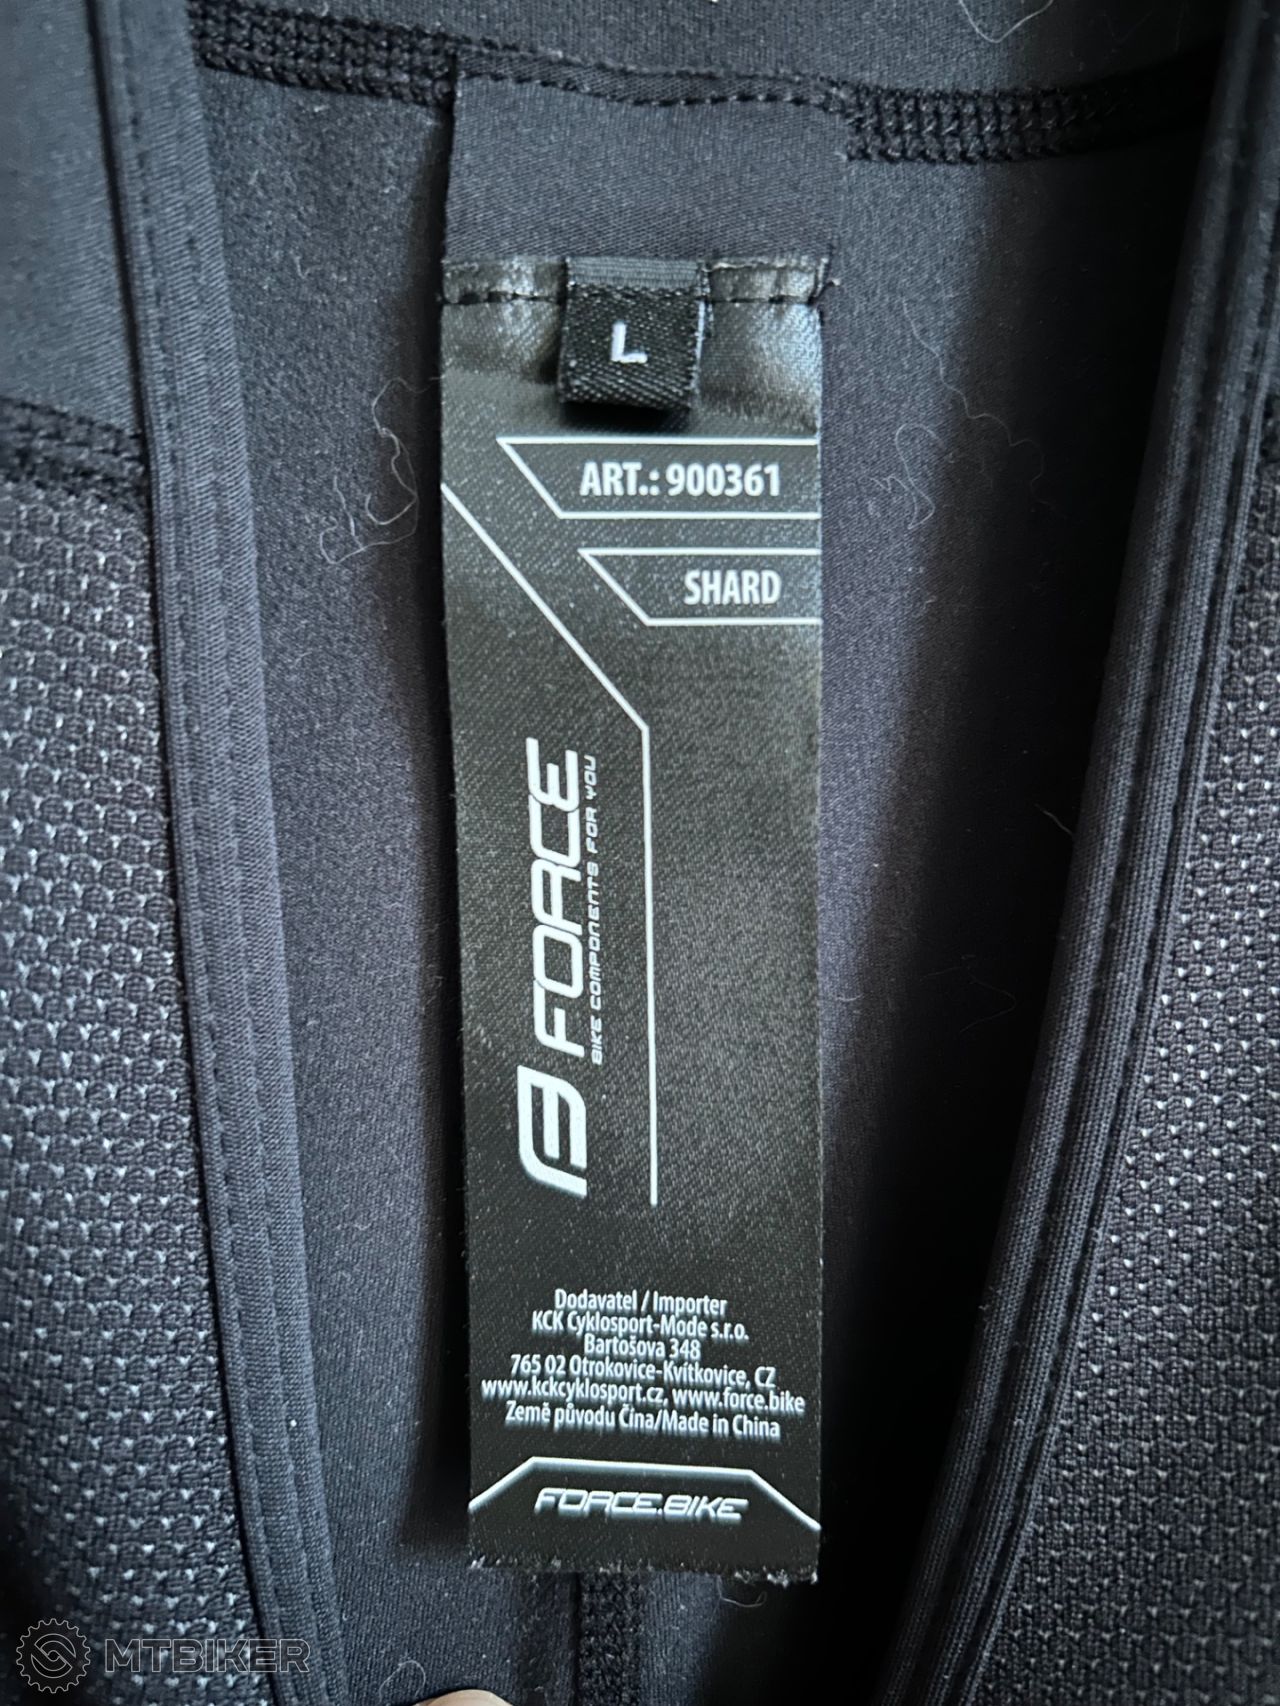 L
ART.: 900361
SHARD
FORCE
BIKE COMPONENTS FOR YOU
Dodavatel / Importer
KCK Cyklosport-Mode s.r.o.
Bartošova 348
765 02 Otrokovice-Kvítkovice, CZ
www.kckcyklosport.cz, www.force.bike
Země původu Čína/Made in China
FORCE.BIKE
MTBIKER